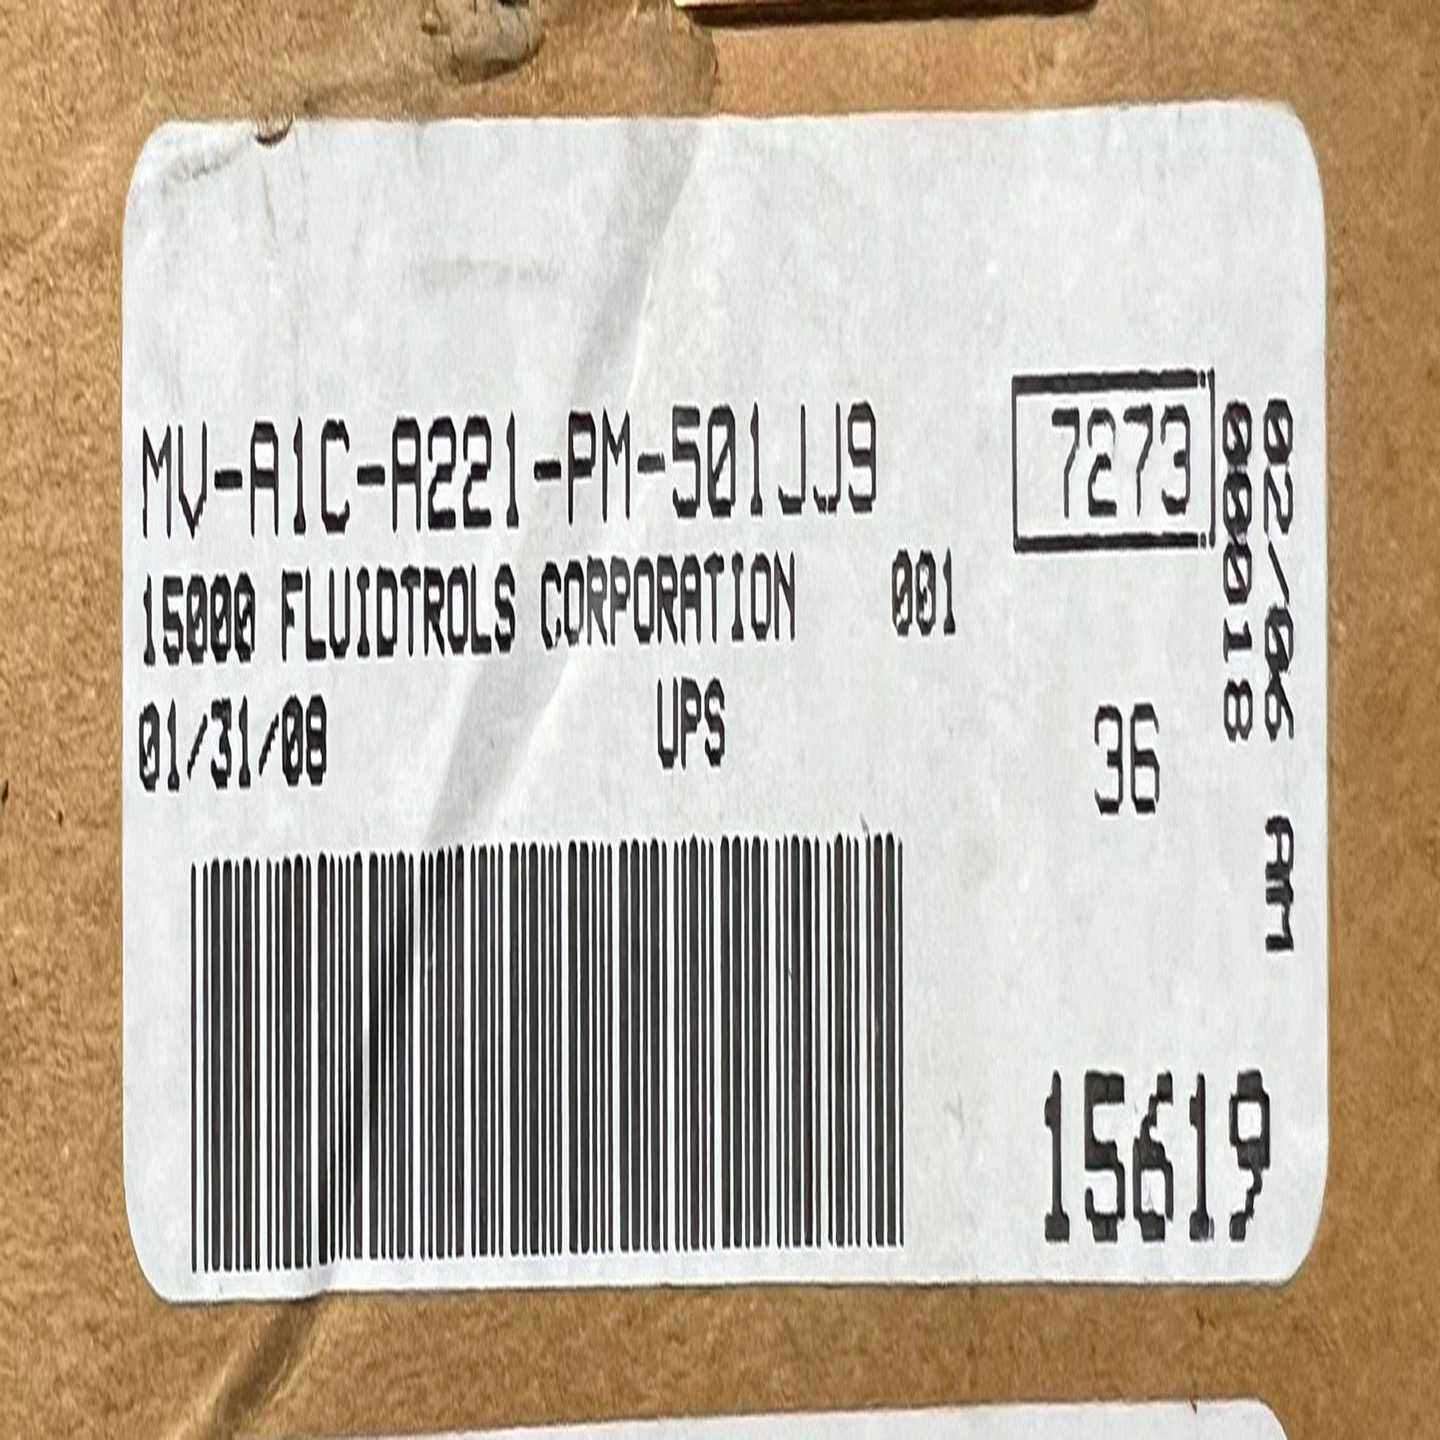 MV-A1C-A221-PM-501JJ9
7273
15000 FLUIDTROLS CORPORATION 001
01/31/08 UPS
36
02/06 AM
000018
15619